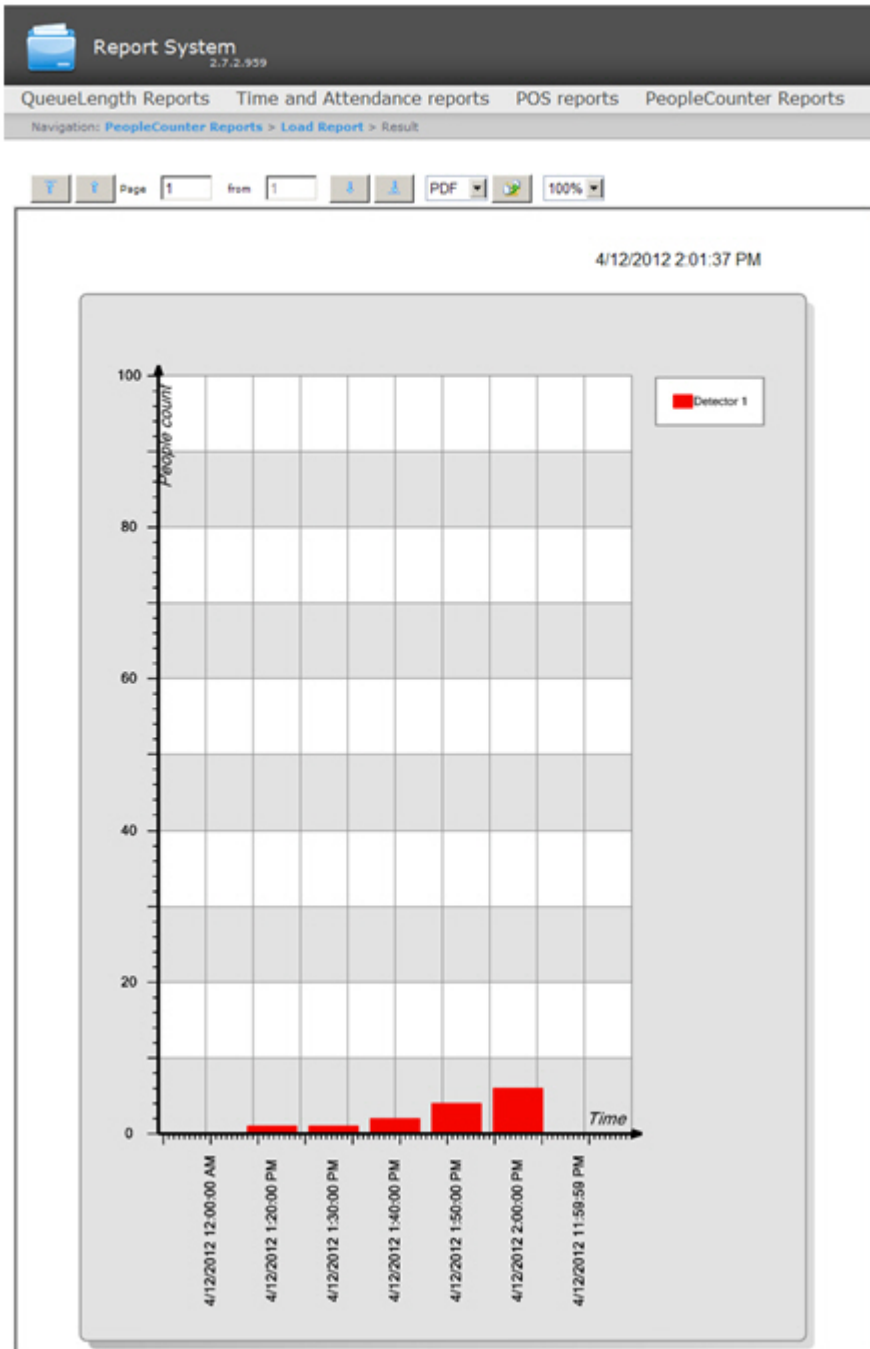 Report System
2.7.2.959
QueueLength Reports Time and Attendance reports POS reports PeopleCounter Reports
Navigation: PeopleCounter Reports > Load Report > Result
Page 1 from 1 PDF 100%
4/12/2012 2:01:37 PM
100
People count
Detector 1
80
60
40
20
0
Time
4/12/2012 12:00:00 AM
4/12/2012 1:20:00 PM
4/12/2012 1:30:00 PM
4/12/2012 1:40:00 PM
4/12/2012 1:50:00 PM
4/12/2012 2:00:00 PM
4/12/2012 11:59:59 PM